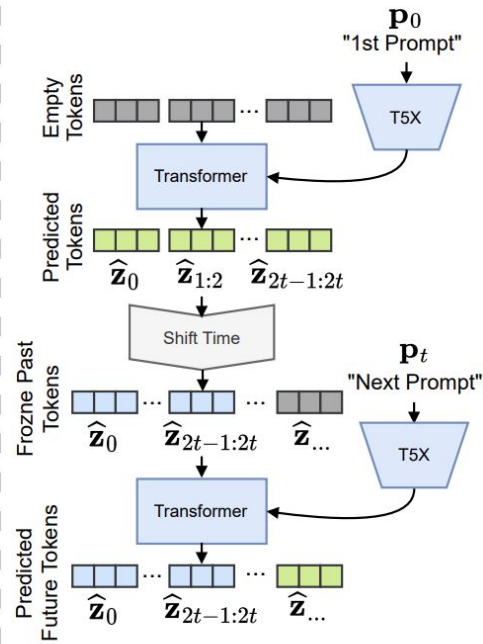 p₀
"1st Prompt"
Empty
Tokens
...
T5X
Transformer
Predicted
Tokens
...
ẑ₀ ẑ₁:₂ ẑ₂ₜ₋₁:₂ₜ
Shift Time
pₜ
"Next Prompt"
Frozne Past
Tokens
... ...
ẑ₀ ẑ₂ₜ₋₁:₂ₜ ẑ...
T5X
Transformer
Predicted
Future Tokens
... ...
ẑ₀ ẑ₂ₜ₋₁:₂ₜ ẑ...